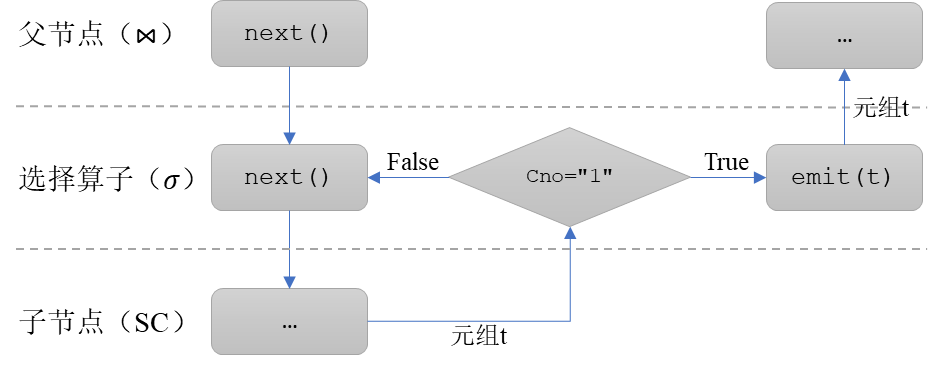 父节点（⋈）
next()
…
元组t
选择算子（σ）
next()
False
Cno="1"
True
emit(t)
子节点（SC）
…
元组t